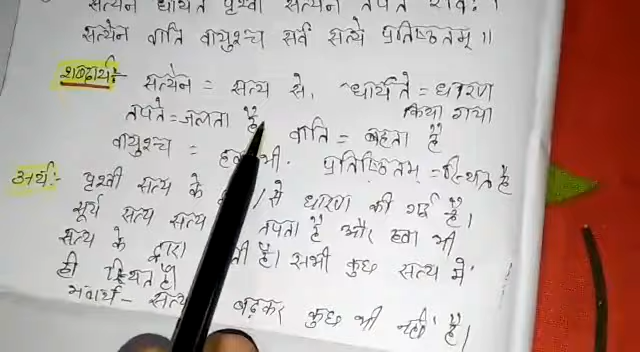 सत्येन धार्यते पृथ्वी सत्येन तपते रविः।
सत्येन वाति वायुश्च सर्वं सत्ये प्रतिष्ठितम्॥
शब्दार्थ:- सत्येन = सत्य से, धार्यते = धारण किया गया
तपते = जलता है वाति = बहता है
वायुश्च = भी. प्रतिष्ठितम् = स्थित है
अर्थ:- पृथ्वी सत्य के से धारण की गई है।
सूर्य सत्य सत्य तपता है और हवा भी
सत्य के द्वारा है। सभी कुछ सत्य में
ही स्थित है।
भावार्थ- सत्य बढ़कर कुछ भी नहीं है।